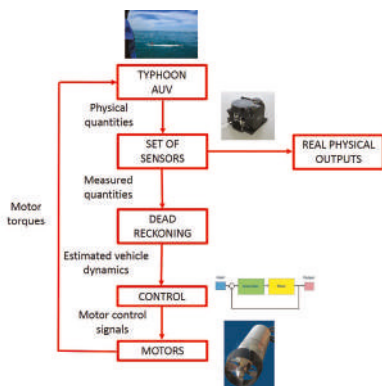 TYPHOON
AUV
Physical
quantities
SET OF
SENSORS
REAL PHYSICAL
OUTPUTS
Measured
quantities
Motor
torques
DEAD
RECKONING
Estimated vehicle
dynamics
CONTROL
Motor control
signals
MOTORS